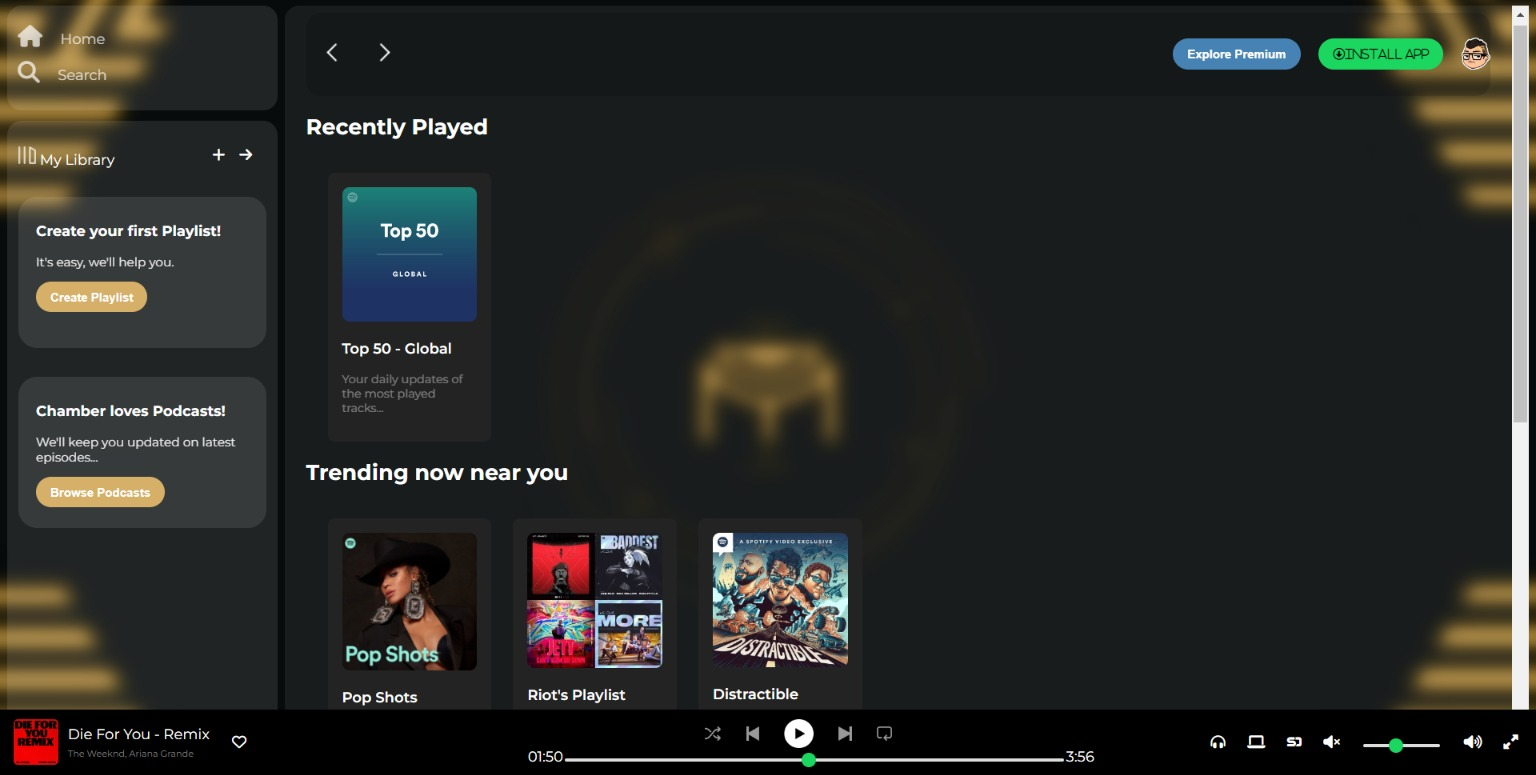 Home
Search
My Library
Create your first Playlist!
It's easy, we'll help you.
Create Playlist
Chamber loves Podcasts!
We'll keep you updated on latest
episodes...
Browse Podcasts
Explore Premium
INSTALL APP
Recently Played
Top 50
GLOBAL
Top 50 - Global
Your daily updates of
the most played
tracks...
Trending now near you
Pop Shots
Pop Shots
BADDEST
MORE
Riot's Playlist
A SPOTIFY VIDEO EXCLUSIVE
DISTRACTIBLE
Distractible
DIE FOR
YOU
REMIX
Die For You - Remix
The Weeknd, Ariana Grande
01:50
3:56